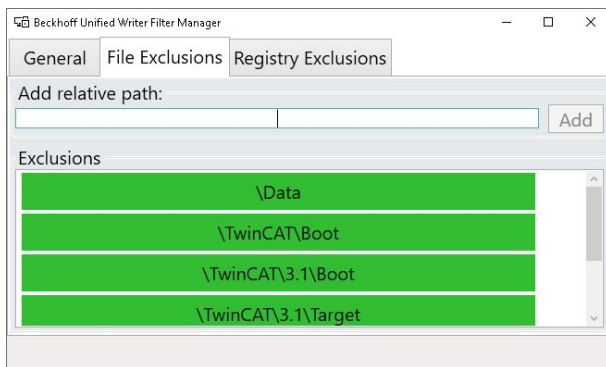 Beckhoff Unified Writer Filter Manager
General File Exclusions Registry Exclusions
Add relative path:
Add
Exclusions
\Data
\TwinCAT\Boot
\TwinCAT\3.1\Boot
\TwinCAT\3.1\Target